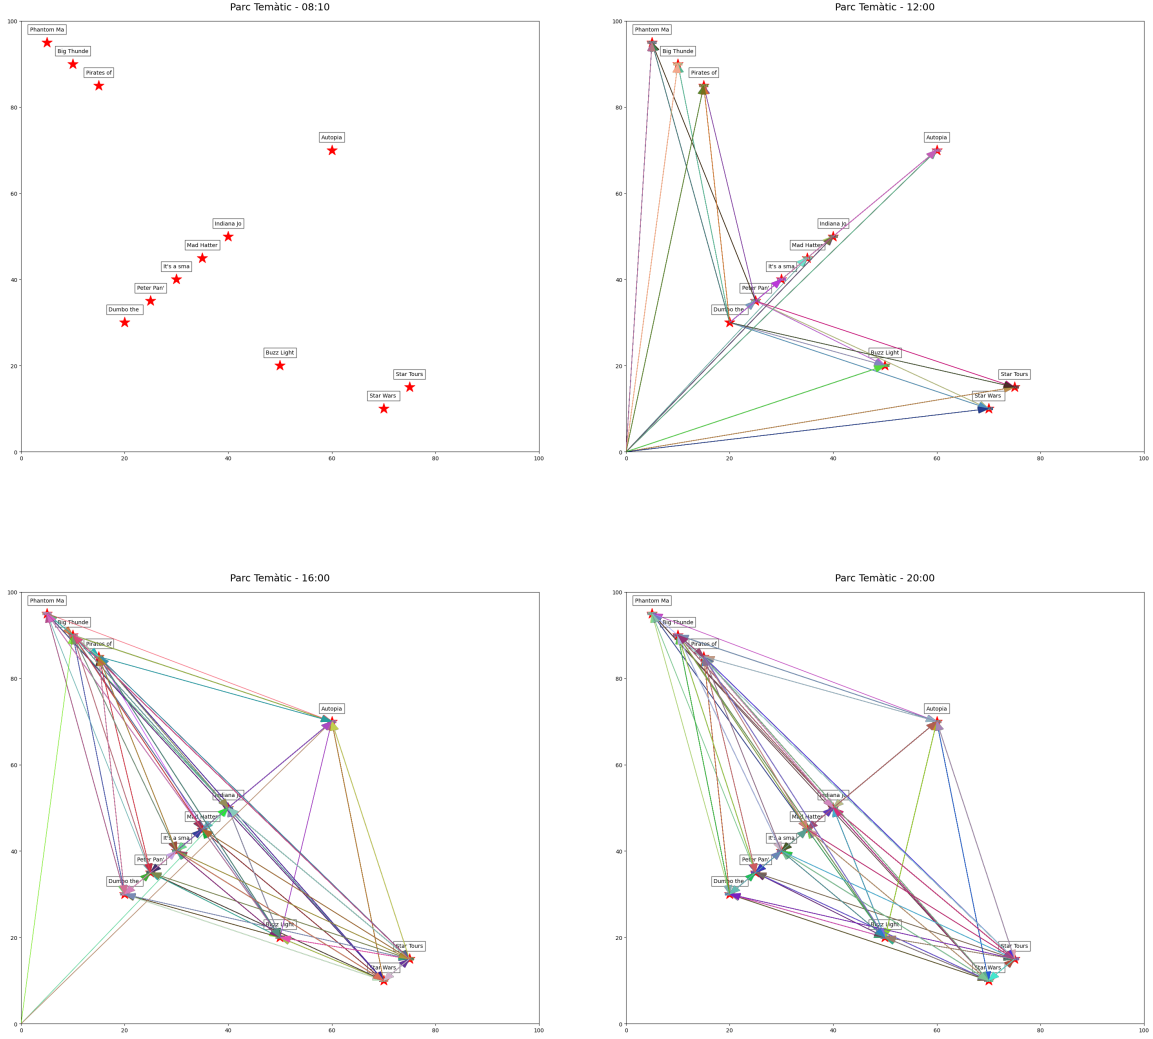 Parc Temàtic - 08:10
100
80
60
40
20
0
Phantom Ma
Big Thunde
Pirates of
Autopia
Indiana Jo
Mad Hatter
It's a sma
Peter Pan'
Dumbo the
Buzz Light
Star Tours
Star Wars
0 20 40 60 80 100
Parc Temàtic - 12:00
100
80
60
40
20
0
Phantom Ma
Big Thunde
Pirates of
Autopia
Indiana Jo
Mad Hatter
It's a sma
Peter Pan'
Dumbo the
Buzz Light
Star Tours
Star Wars
0 20 40 60 80 100
Parc Temàtic - 16:00
100
80
60
40
20
0
Phantom Ma
Big Thunde
Pirates of
Autopia
Indiana Jo
Mad Hatter
It's a sma
Peter Pan'
Dumbo the
Buzz Light
Star Tours
Star Wars
0 20 40 60 80 100
Parc Temàtic - 20:00
100
80
60
40
20
0
Phantom Ma
Big Thunde
Pirates of
Autopia
Indiana Jo
Mad Hatter
It's a sma
Peter Pan'
Dumbo the
Buzz Light
Star Tours
Star Wars
0 20 40 60 80 100